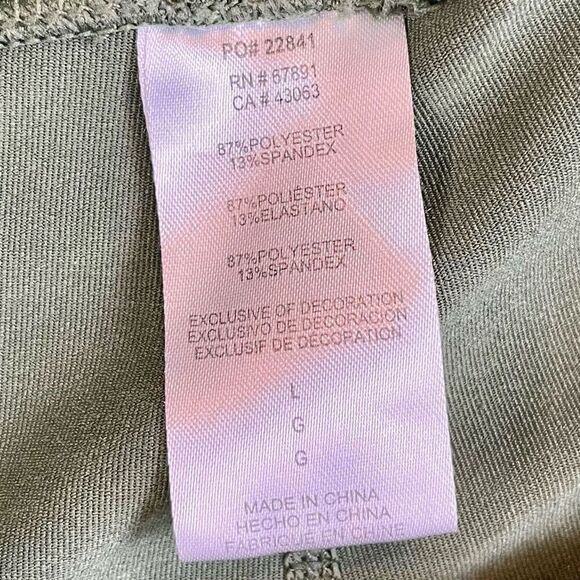 PO# 22841
RN # 67891
CA # 43063
87%POLYESTER
13%SPANDEX
87%POLIÉSTER
13%ELASTANO
87%POLYESTER
13%SPANDEX
EXCLUSIVE OF DECORATION
EXCLUSIVO DE DECORACION
EXCLUSIF DE DECORATION
L
G
G
MADE IN CHINA
HECHO EN CHINA
FABRIQUE EN CHINE